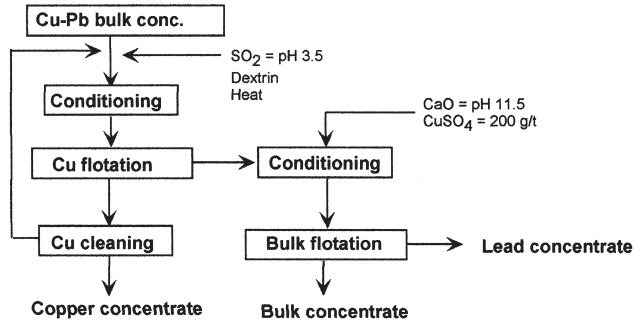 Cu-Pb bulk conc.
SO2 = pH 3.5
Dextrin
Heat
Conditioning
CaO = pH 11.5
CuSO4 = 200 g/t
Cu flotation
Conditioning
Cu cleaning
Bulk flotation
Lead concentrate
Copper concentrate
Bulk concentrate